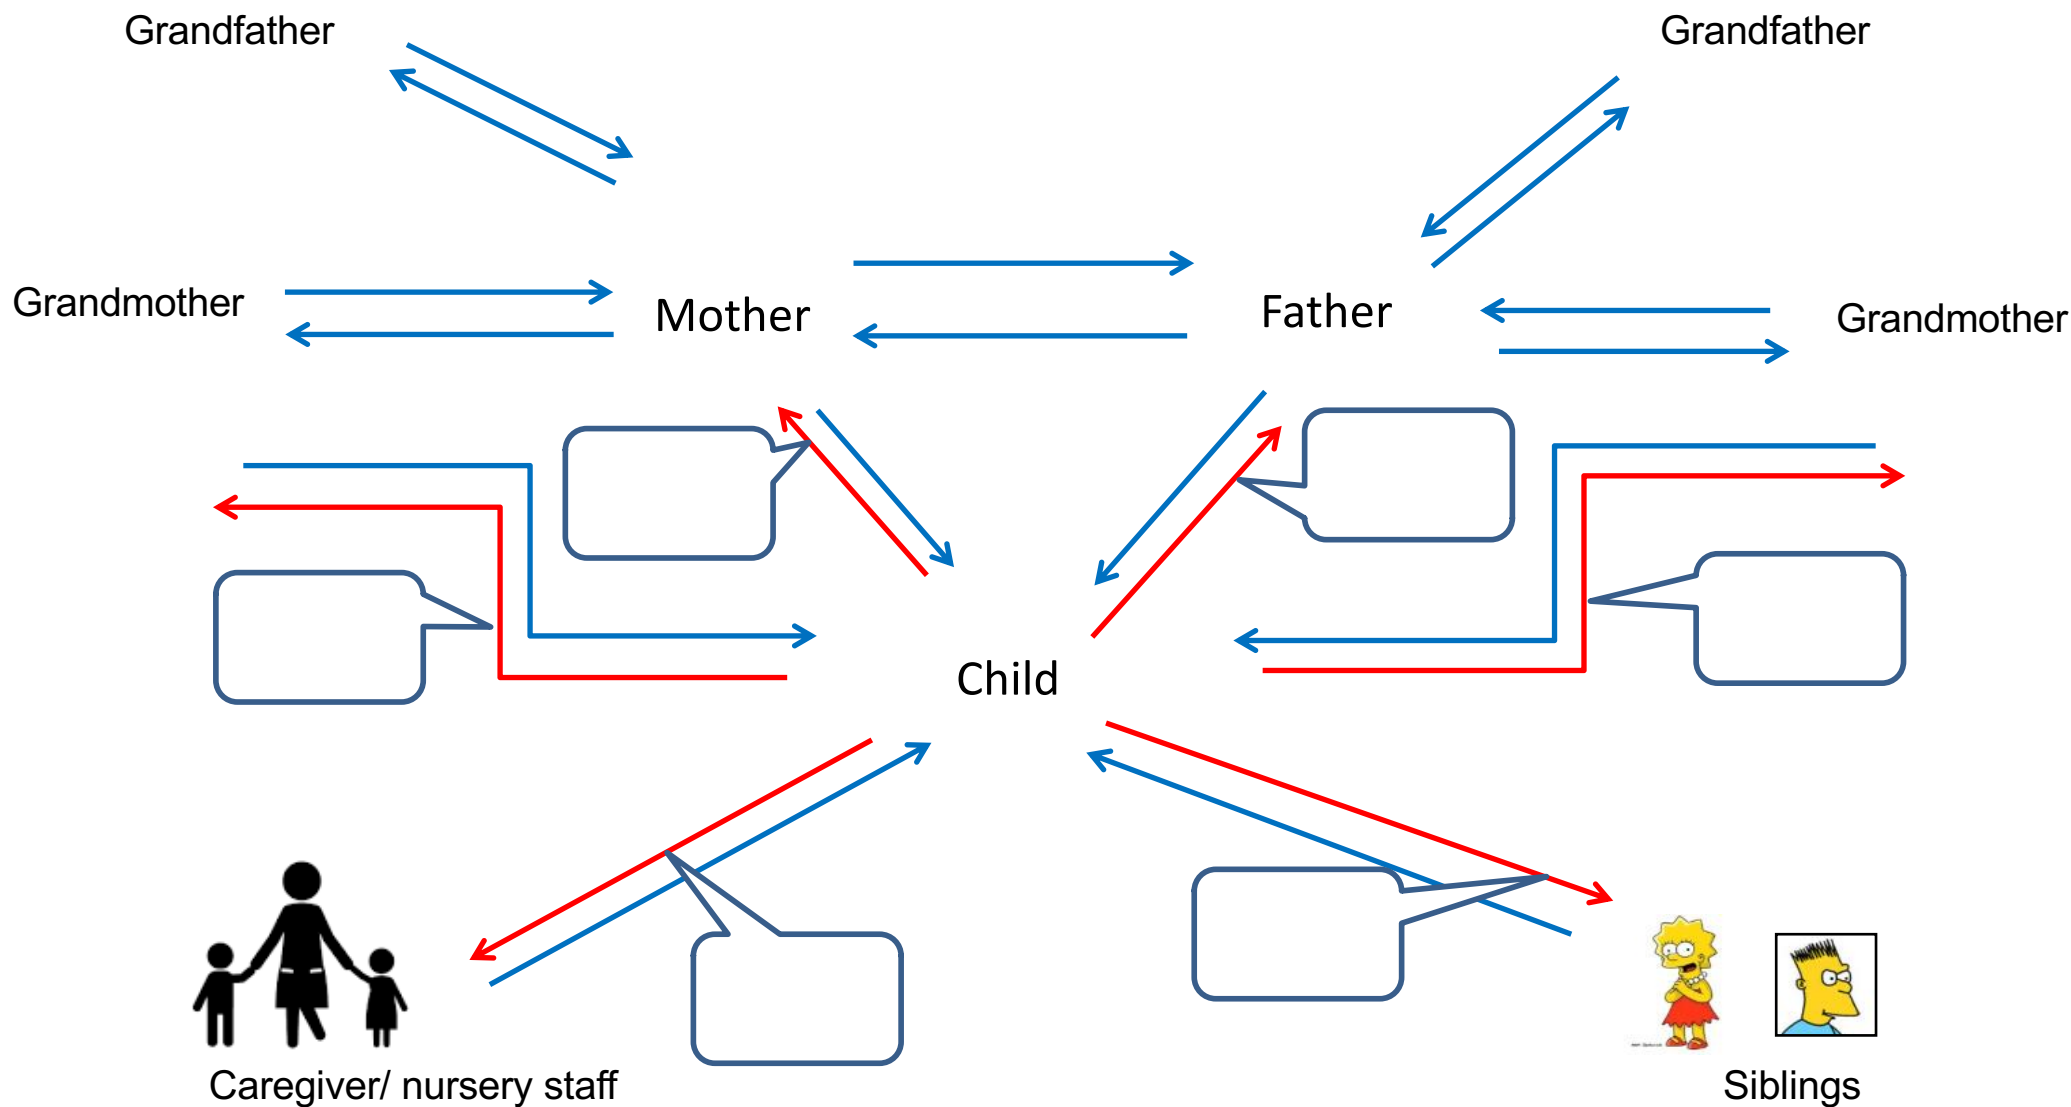 Grandfather
Grandfather
Grandmother
Mother
Father
Grandmother
Child
Caregiver/ nursery staff
Siblings